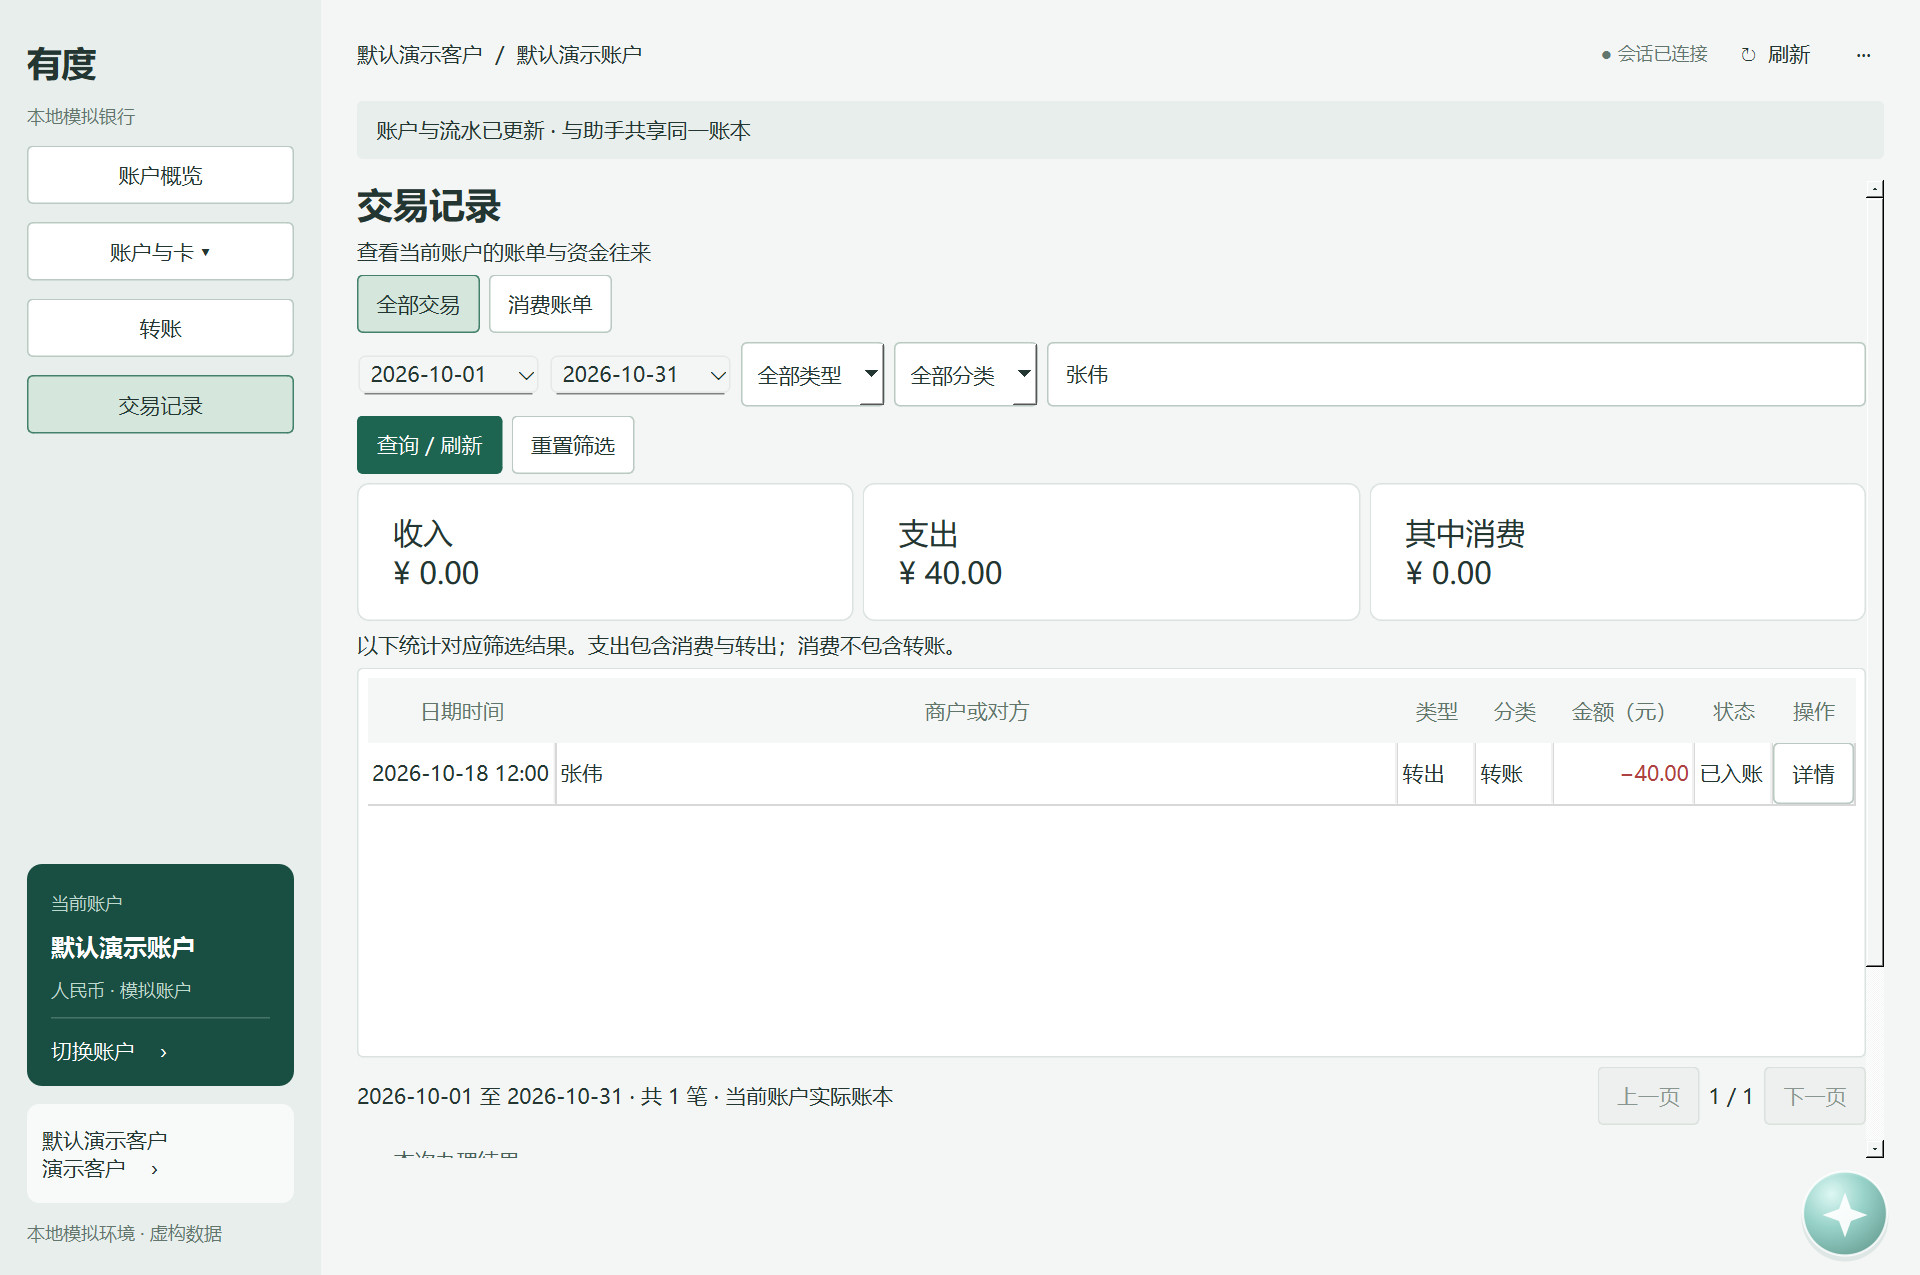 有度
本地模拟银行
账户概览
账户与卡 ▾
转账
交易记录
当前账户
默认演示账户
人民币 · 模拟账户
切换账户 ›
默认演示客户
演示客户 ›
本地模拟环境 · 虚构数据
默认演示客户 / 默认演示账户
● 会话已连接 ↻ 刷新 ···
账户与流水已更新 · 与助手共享同一账本
交易记录
查看当前账户的账单与资金往来
全部交易 消费账单
2026-10-01 2026-10-31 全部类型 全部分类 张伟
查询 / 刷新 重置筛选
收入
¥ 0.00
支出
¥ 40.00
其中消费
¥ 0.00
以下统计对应筛选结果。支出包含消费与转出；消费不包含转账。
日期时间 商户或对方 类型 分类 金额（元） 状态 操作
2026-10-18 12:00 张伟 转出 转账 −40.00 已入账 详情
2026-10-01 至 2026-10-31 · 共 1 笔 · 当前账户实际账本
上一页 1 / 1 下一页